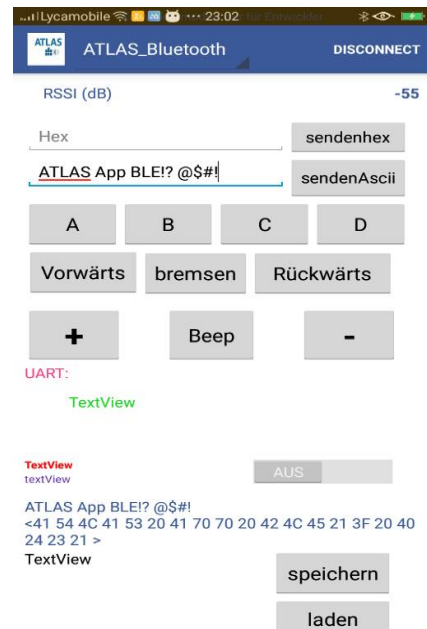 Lycamobile 23:02 für Entwickler
ATLAS ATLAS_Bluetooth DISCONNECT
RSSI (dB) -55
Hex sendenhex
ATLAS App BLE!? @$#! sendenAscii
A B C D
Vorwärts bremsen Rückwärts
+ Beep -
UART:
TextView
TextView
textView
AUS
ATLAS App BLE!? @$#!
<41 54 4C 41 53 20 41 70 70 20 42 4C 45 21 3F 20 40
24 23 21 >
TextView
speichern
laden